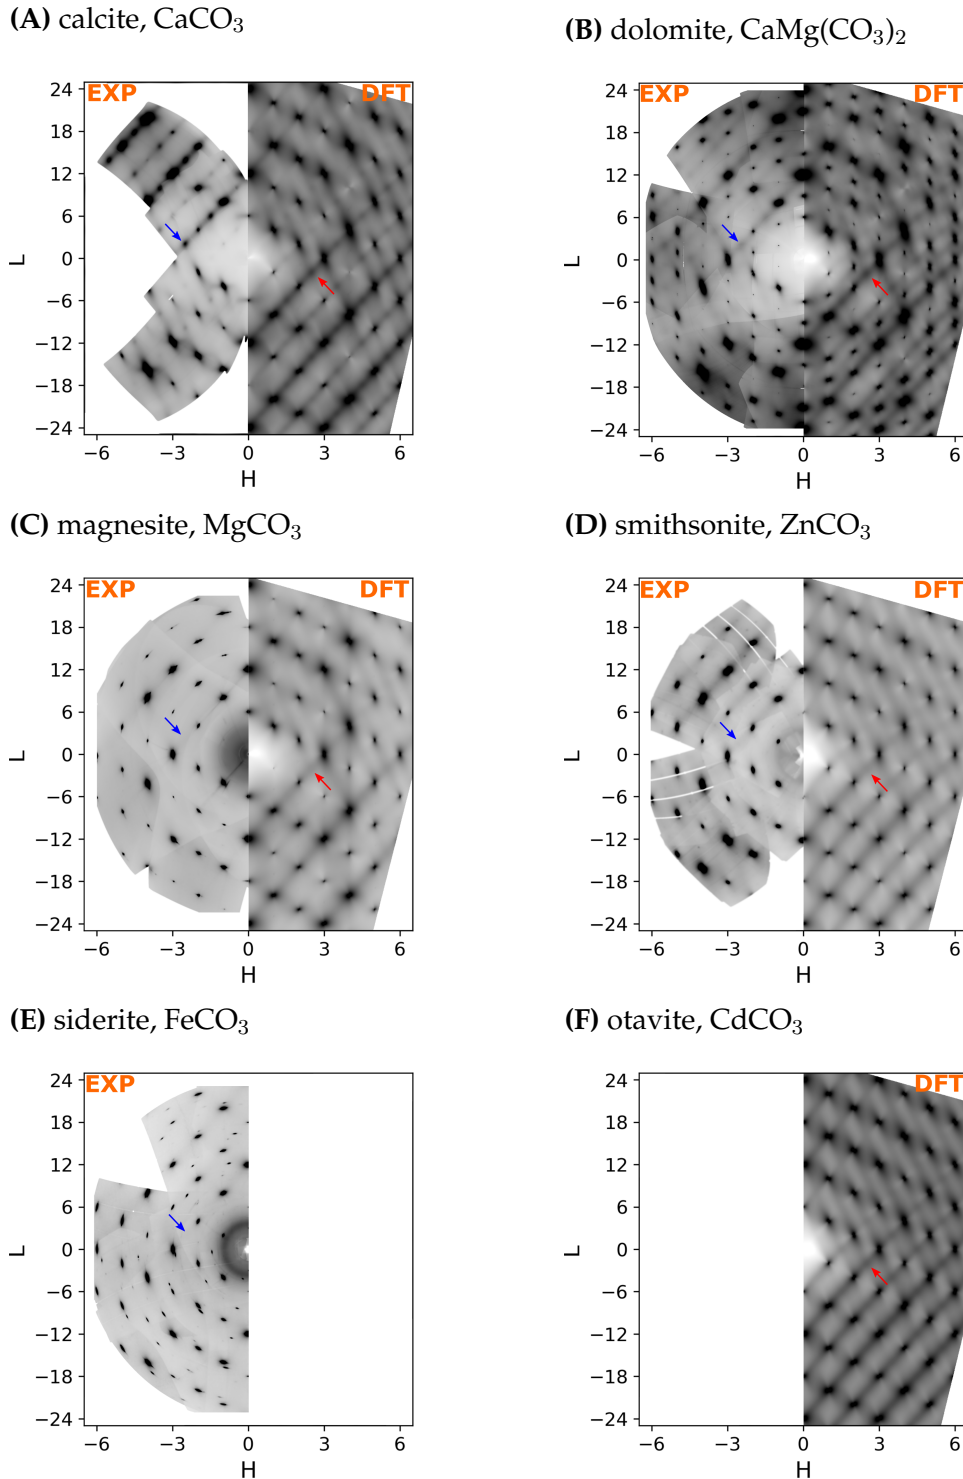 (A) calcite, CaCO3
(B) dolomite, CaMg(CO3)2
EXP DFT
24
18
12
6
0
−6
−12
−18
−24
L
−6 −3 0 3 6
H
EXP DFT
24
18
12
6
0
−6
−12
−18
−24
L
−6 −3 0 3 6
H
(C) magnesite, MgCO3
(D) smithsonite, ZnCO3
EXP DFT
24
18
12
6
0
−6
−12
−18
−24
L
−6 −3 0 3 6
H
EXP DFT
24
18
12
6
0
−6
−12
−18
−24
L
−6 −3 0 3 6
H
(E) siderite, FeCO3
(F) otavite, CdCO3
EXP
24
18
12
6
0
−6
−12
−18
−24
L
−6 −3 0 3 6
H
DFT
24
18
12
6
0
−6
−12
−18
−24
L
−6 −3 0 3 6
H